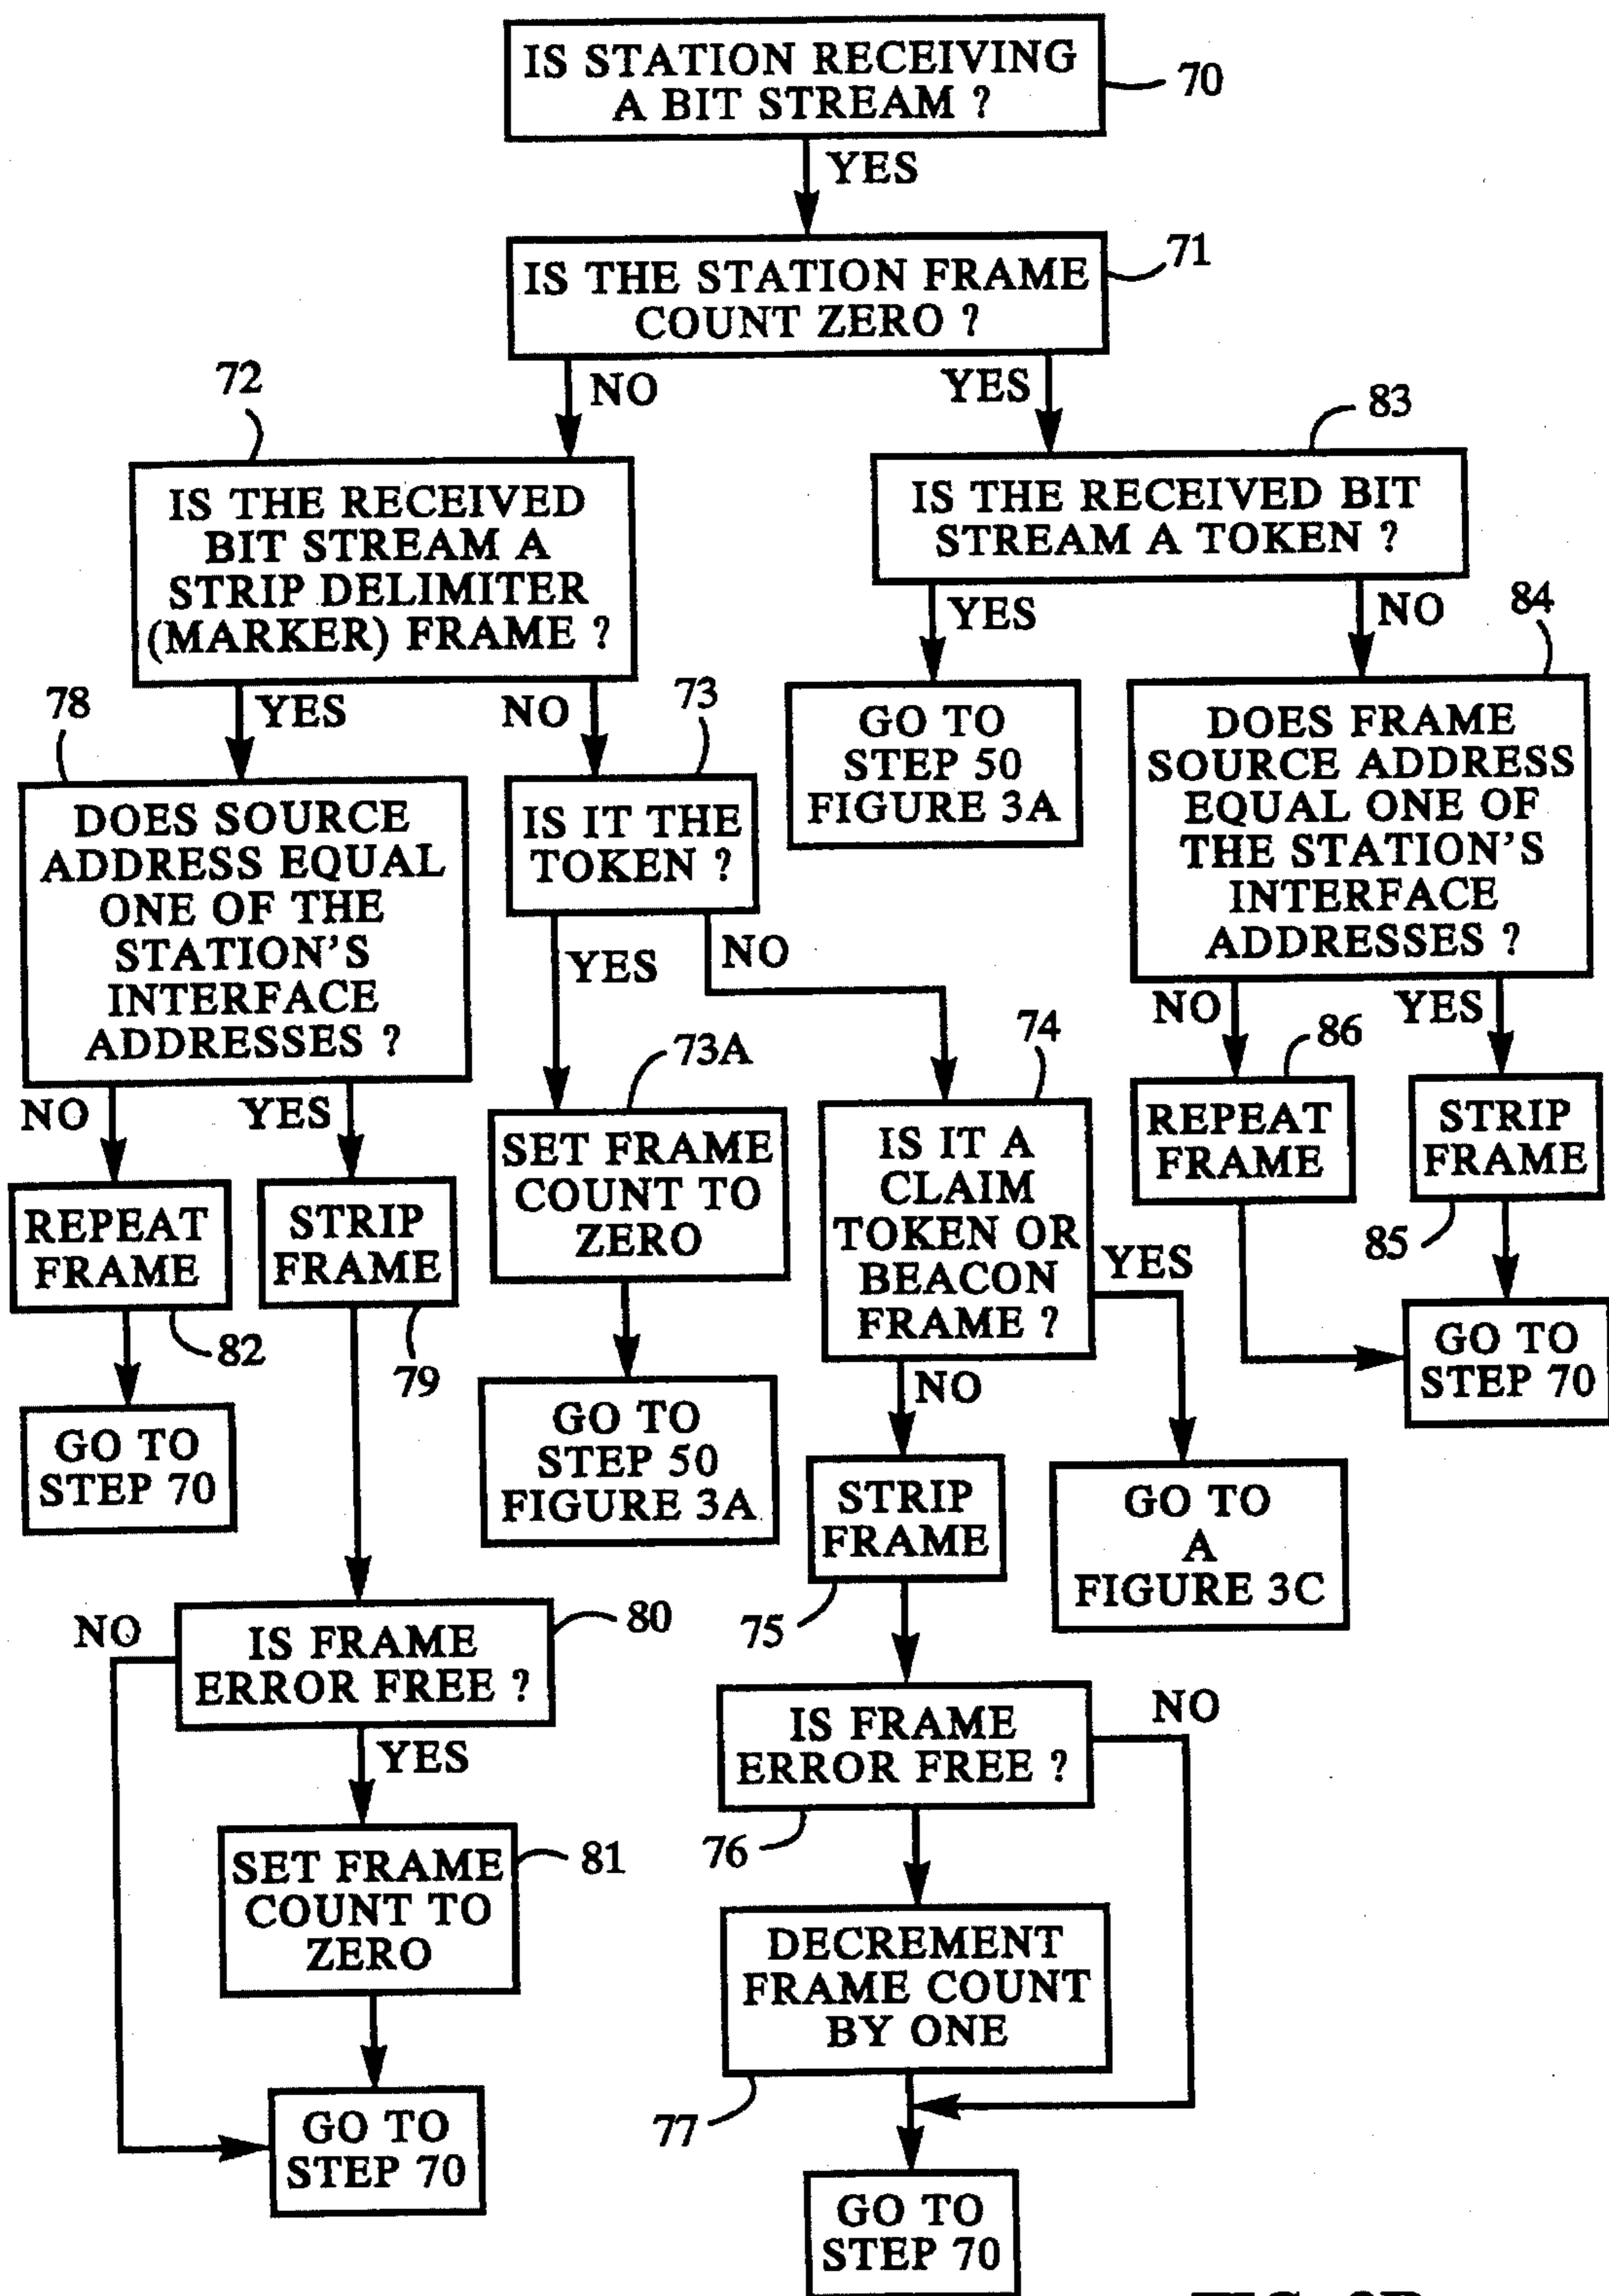 IS STATION RECEIVING
A BIT STREAM ?
70
YES
IS THE STATION FRAME
COUNT ZERO ?
71
NO
YES
72
83
IS THE RECEIVED
BIT STREAM A
STRIP DELIMITER
(MARKER) FRAME ?
IS THE RECEIVED BIT
STREAM A TOKEN ?
YES
NO
84
78
YES
NO
73
GO TO
STEP 50
FIGURE 3A
DOES FRAME
SOURCE ADDRESS
EQUAL ONE OF
THE STATION'S
INTERFACE
ADDRESSES ?
DOES SOURCE
ADDRESS EQUAL
ONE OF THE
STATION'S
INTERFACE
ADDRESSES ?
IS IT THE
TOKEN ?
YES
NO
NO
YES
73A
74
86
NO
YES
REPEAT
FRAME
82
STRIP
FRAME
79
SET FRAME
COUNT TO
ZERO
IS IT A
CLAIM
TOKEN OR
BEACON
FRAME ?
YES
REPEAT
FRAME
STRIP
FRAME
85
GO TO
STEP 70
NO
GO TO
STEP 70
GO TO
STEP 50
FIGURE 3A
STRIP
FRAME
75
GO TO
A
FIGURE 3C
NO
IS FRAME
ERROR FREE ?
80
YES
IS FRAME
ERROR FREE ?
NO
76
SET FRAME
COUNT TO
ZERO
81
DECREMENT
FRAME COUNT
BY ONE
77
GO TO
STEP 70
GO TO
STEP 70